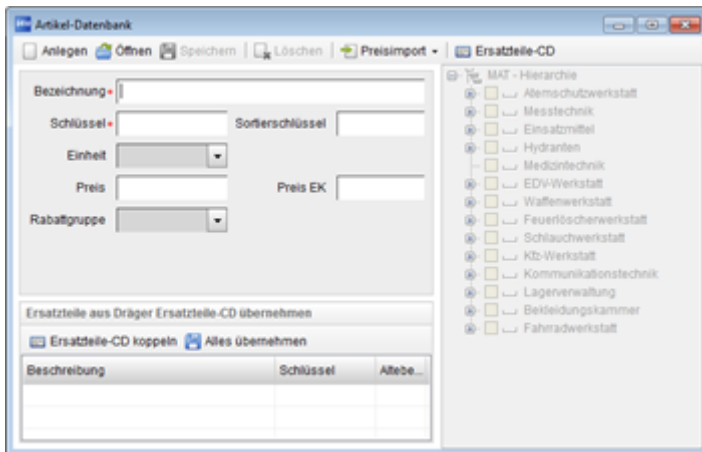 Artikel-Datenbank
Anlegen Öffnen Speichern Löschen Preisimport Ersatzteile-CD
Bezeichnung*
Schlüssel* Sortierschlüssel
Einheit
Preis Preis EK
Rabattgruppe
Ersatzteile aus Dräger Ersatzteile-CD übernehmen
Ersatzteile-CD koppeln Alles übernehmen
Beschreibung Schlüssel Altebe...
MAT - Hierarchie
Atemschutzwerkstatt
Messtechnik
Einsatzmittel
Hydranten
Medizintechnik
EDV-Werkstatt
Waffenwerkstatt
Feuerlöscherwerkstatt
Schlauchwerkstatt
Kfz-Werkstatt
Kommunikationstechnik
Lagerverwaltung
Bekleidungskammer
Fahrradwerkstatt